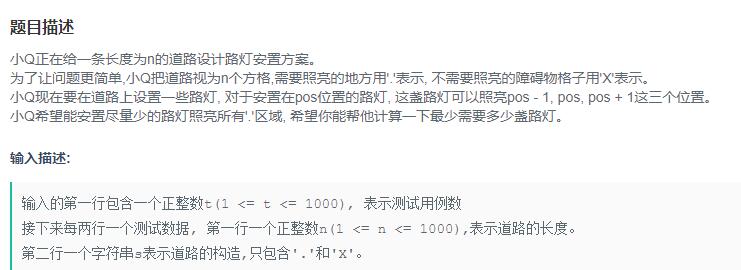 题目描述
小Q正在给一条长度为n的道路设计路灯安置方案。
为了让问题更简单,小Q把道路视为n个方格,需要照亮的地方用'.'表示, 不需要照亮的障碍物格子用'X'表示。
小Q现在要在道路上设置一些路灯, 对于安置在pos位置的路灯, 这盏路灯可以照亮pos - 1, pos, pos + 1这三个位置。
小Q希望能安置尽量少的路灯照亮所有'.'区域, 希望你能帮他计算一下最少需要多少盏路灯。
输入描述:
输入的第一行包含一个正整数t(1 <= t <= 1000), 表示测试用例数
接下来每两行一个测试数据, 第一行一个正整数n(1 <= n <= 1000),表示道路的长度。
第二行一个字符串s表示道路的构造,只包含'.'和'X'。